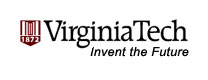 1872
VirginiaTech
Invent the Future